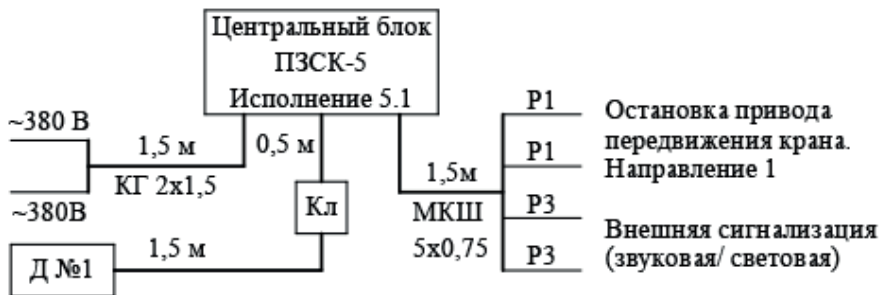 Центральный блок
ПЗСК-5
Исполнение 5.1
~380 В
1,5 м
КГ 2х1,5
~380В
0,5 м
Кл
Д №1
1,5 м
1,5м
МКШ
5х0,75
Р1
Р1
Р3
Р3
Остановка привода
передвижения крана.
Направление 1
Внешняя сигнализация
(звуковая/ световая)